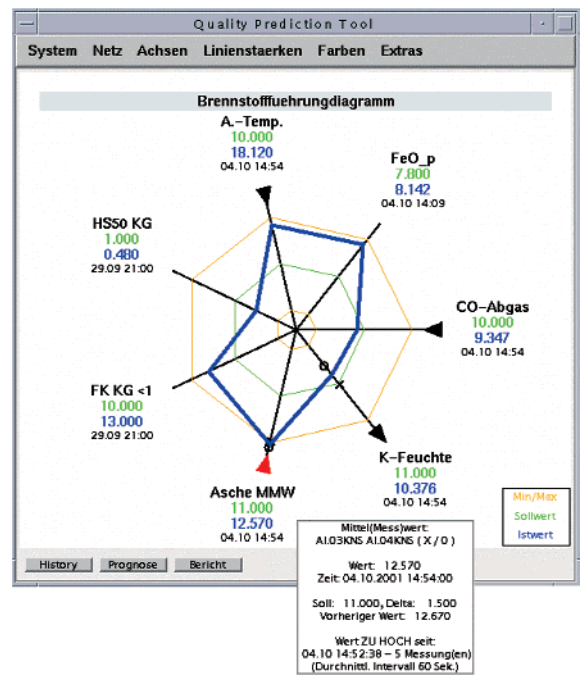 Quality Prediction Tool
System Netz Achsen Linienstaerken Farben Extras
Brennstofffuehrungdiagramm
A.-Temp.
10.000
18.120
04.10 14:54
FeO_p
7.800
8.142
04.10 14:09
HS50 KG
1.000
0.480
29.09 21:00
CO-Abgas
10.000
9.347
04.10 14:54
FK KG <1
10.000
13.000
29.09 21:00
K-Feuchte
11.000
10.376
04.10 14:54
Asche MMW
11.000
12.570
04.10 14:54
Min/Max
Sollwert
Istwert
History Prognose Bericht
Mittel(Mess)wert:
AI.03KNS AI.04KNS ( X / 0 )
Wert: 12.570
Zeit: 04.10.2001 14:54:00
Soll: 11.000, Delta: 1.500
Vorheriger Wert: 12.670
Wert ZU HOCH seit:
04.10 14:52:38 – 5 Messung(en)
(Durchnittl. Intervall 60 Sek.)